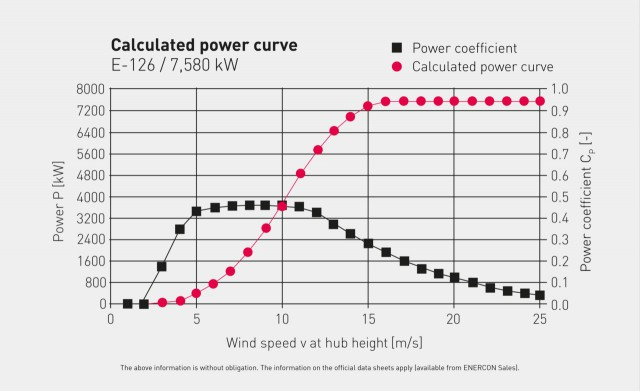 Calculated power curve
E-126 / 7,580 kW
Power coefficient
Calculated power curve
8000
7200
6400
5600
4800
4000
3200
2400
1600
800
0
Power P [kW]
1.0
0.9
0.8
0.7
0.6
0.5
0.4
0.3
0.2
0.1
0.0
Power coefficient CP [-]
0 5 10 15 20 25
Wind speed v at hub height [m/s]
The above information is without obligation. The information on the official data sheets apply (available from ENERCON Sales).